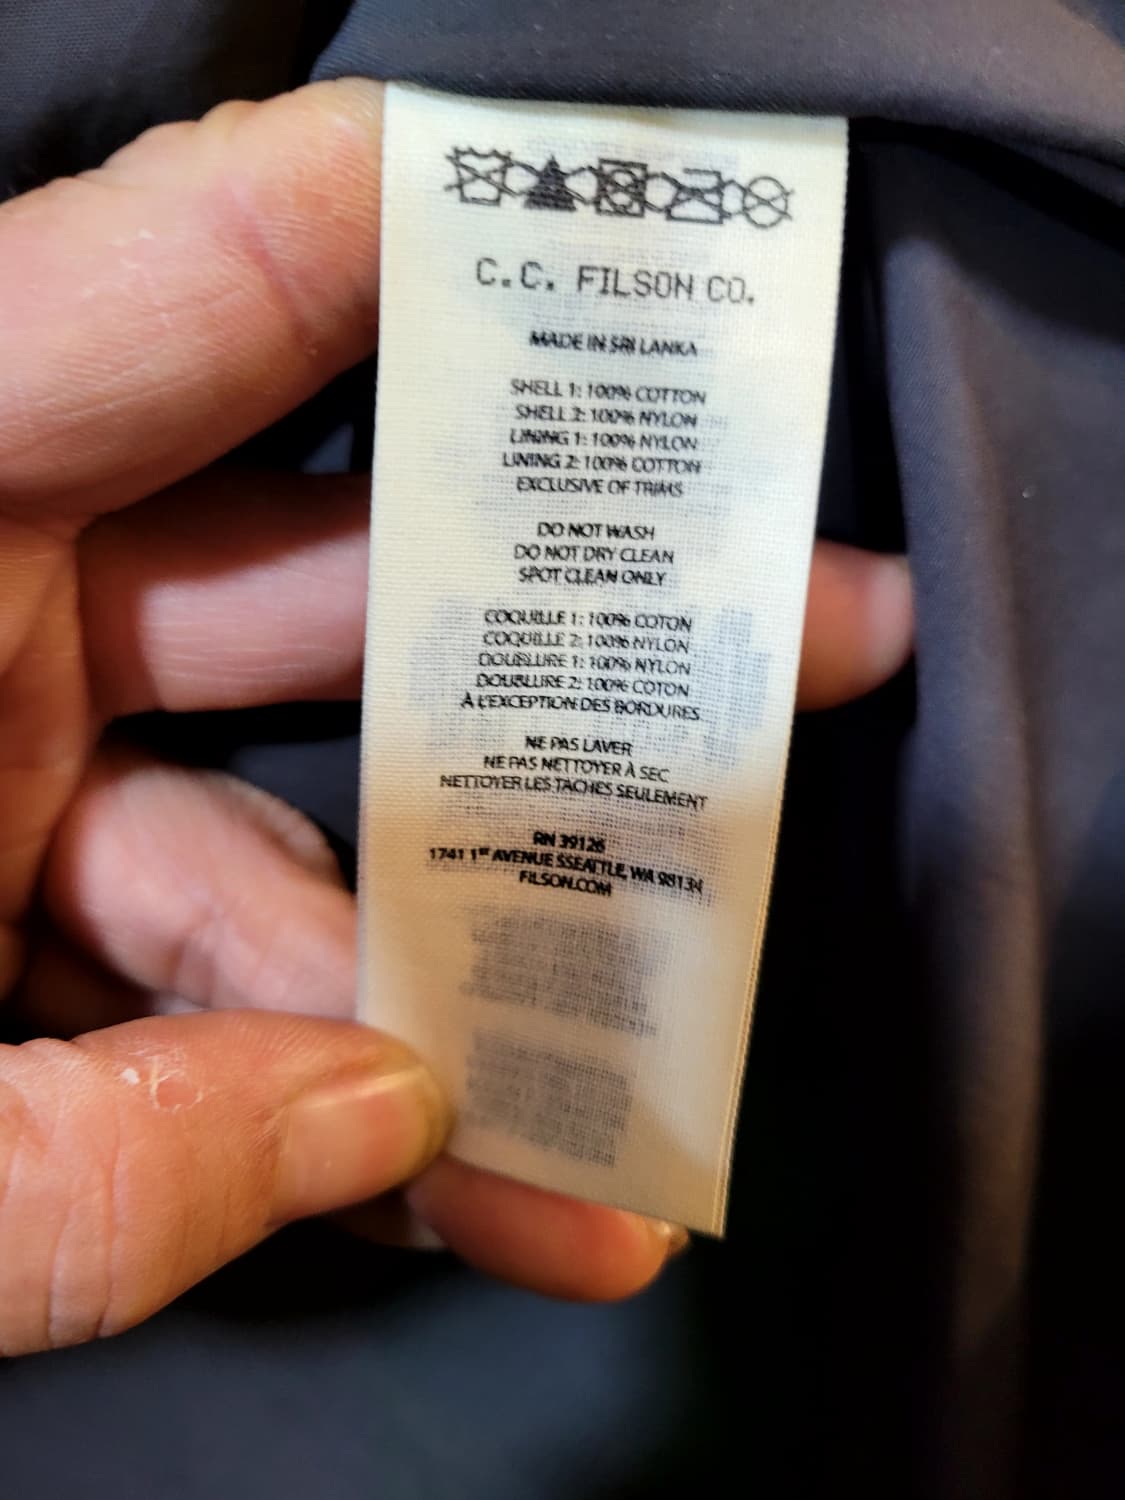 C.C. FILSON CO.
MADE IN SRI LANKA
SHELL 1: 100% COTTON
SHELL 2: 100% NYLON
LINING 1: 100% NYLON
LINING 2: 100% COTTON
EXCLUSIVE OF TRIMS
DO NOT WASH
DO NOT DRY CLEAN
SPOT CLEAN ONLY
COQUILLE 1: 100% COTON
COQUILLE 2: 100% NYLON
DOUBLURE 1: 100% NYLON
DOUBLURE 2: 100% COTON
À L'EXCEPTION DES BORDURES
NE PAS LAVER
NE PAS NETTOYER À SEC
NETTOYER LES TACHES SEULEMENT
RN 39126
1741 1ST AVENUE SSEATTLE, WA 98134
FILSON.COM